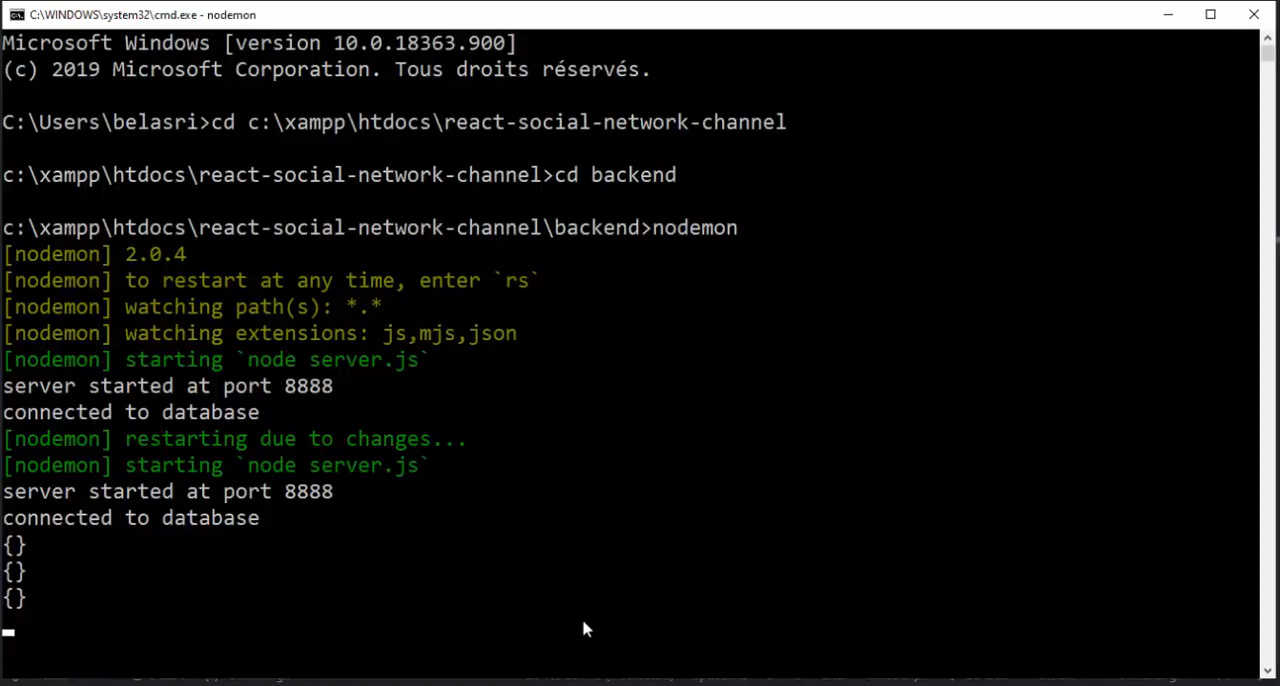 C:\WINDOWS\system32\cmd.exe - nodemon
Microsoft Windows [version 10.0.18363.900]
(c) 2019 Microsoft Corporation. Tous droits réservés.
C:\Users\belasri>cd c:\xampp\htdocs\react-social-network-channel
c:\xampp\htdocs\react-social-network-channel>cd backend
c:\xampp\htdocs\react-social-network-channel\backend>nodemon
[nodemon] 2.0.4
[nodemon] to restart at any time, enter `rs`
[nodemon] watching path(s): *.*
[nodemon] watching extensions: js,mjs,json
[nodemon] starting `node server.js`
server started at port 8888
connected to database
[nodemon] restarting due to changes...
[nodemon] starting `node server.js`
server started at port 8888
connected to database
{}
{}
{}